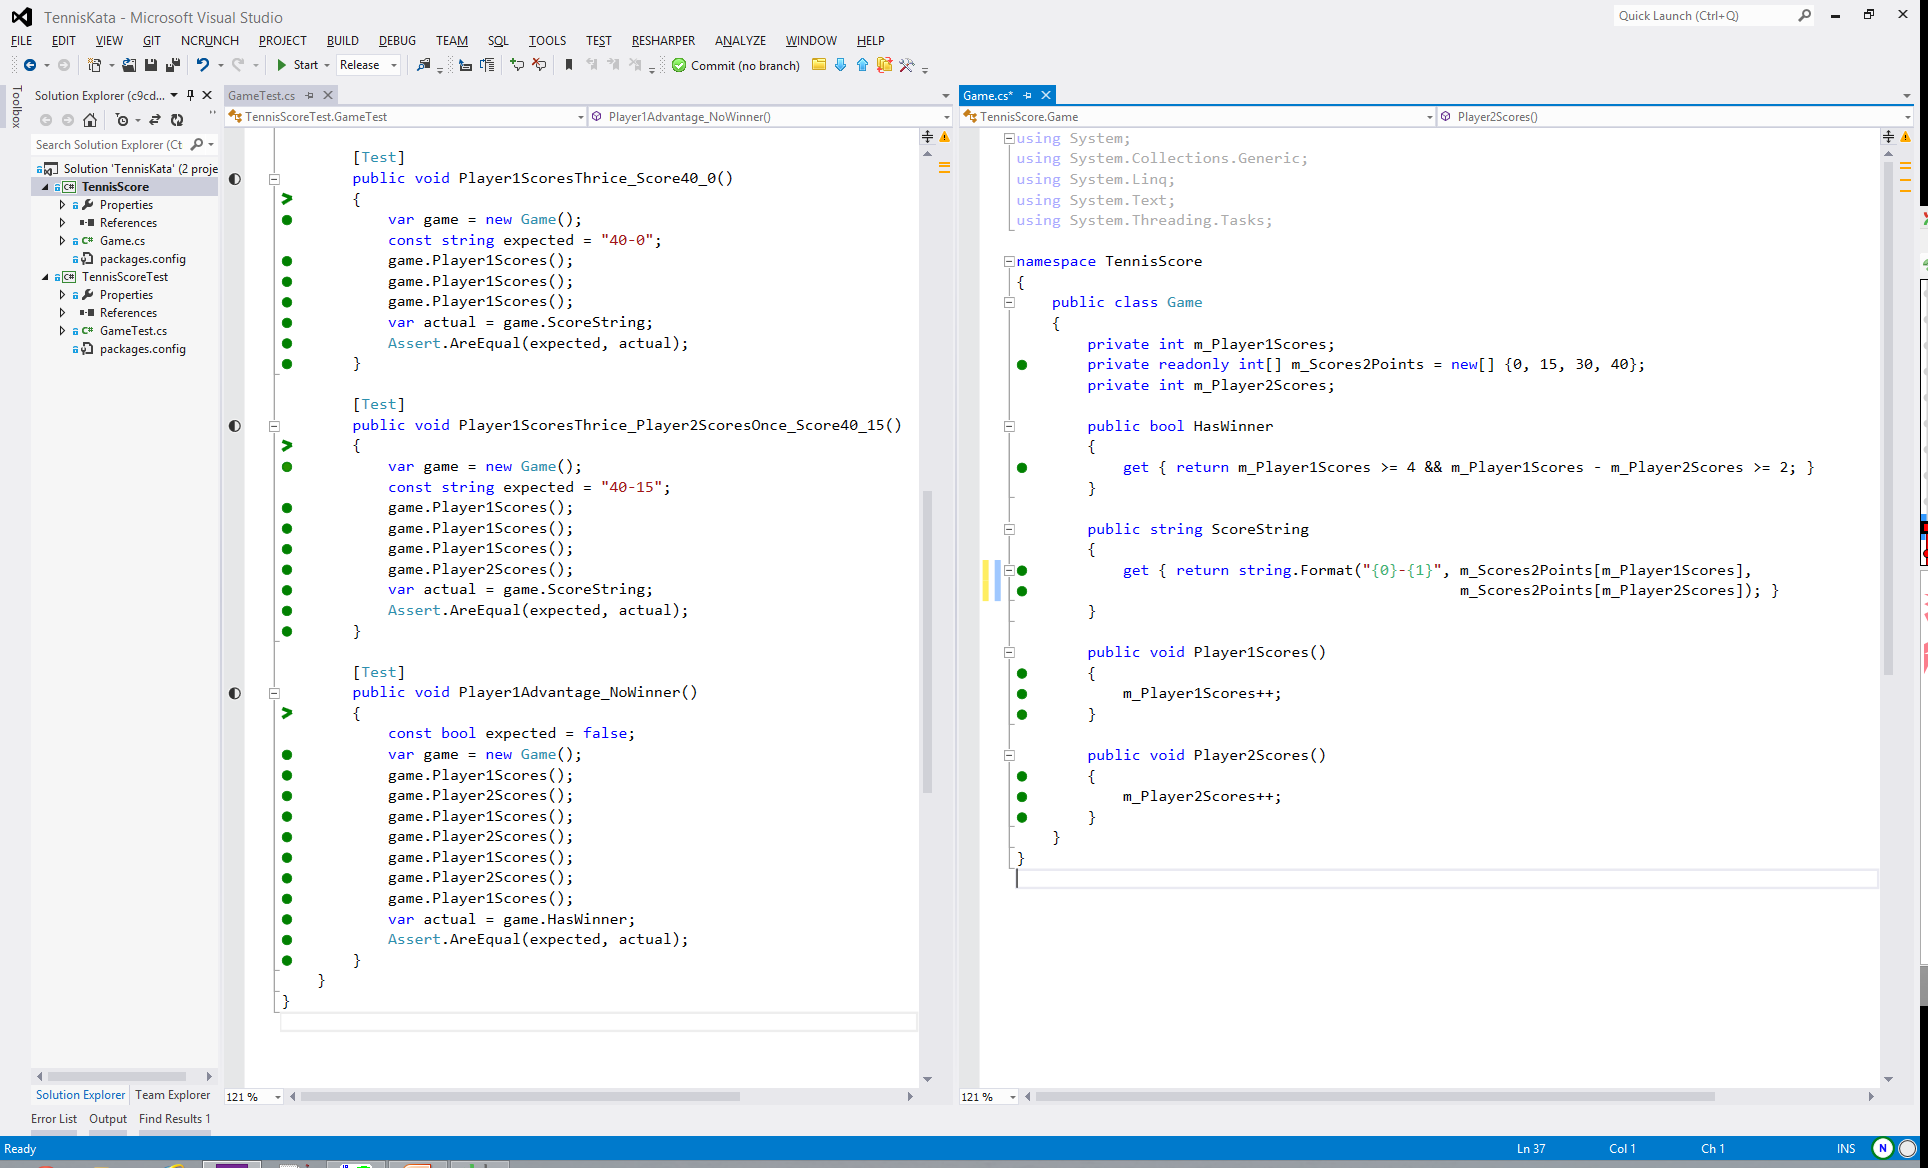 TennisKata - Microsoft Visual Studio
Quick Launch (Ctrl+Q)
FILE EDIT VIEW GIT NCRUNCH PROJECT BUILD DEBUG TEAM SQL TOOLS TEST RESHARPER ANALYZE WINDOW HELP
Start Release Commit (no branch)
Toolbox
Solution Explorer (c9cd...
Search Solution Explorer (Ct
Solution 'TennisKata' (2 proje
TennisScore
Properties
References
C# Game.cs
packages.config
TennisScoreTest
Properties
References
C# GameTest.cs
packages.config
Solution Explorer Team Explorer
GameTest.cs
TennisScoreTest.GameTest Player1Advantage_NoWinner()
[Test]
public void Player1ScoresThrice_Score40_0()
{
var game = new Game();
const string expected = "40-0";
game.Player1Scores();
game.Player1Scores();
game.Player1Scores();
var actual = game.ScoreString;
Assert.AreEqual(expected, actual);
}
[Test]
public void Player1ScoresThrice_Player2ScoresOnce_Score40_15()
{
var game = new Game();
const string expected = "40-15";
game.Player1Scores();
game.Player1Scores();
game.Player1Scores();
game.Player2Scores();
var actual = game.ScoreString;
Assert.AreEqual(expected, actual);
}
[Test]
public void Player1Advantage_NoWinner()
{
const bool expected = false;
var game = new Game();
game.Player1Scores();
game.Player2Scores();
game.Player1Scores();
game.Player2Scores();
game.Player1Scores();
game.Player2Scores();
game.Player1Scores();
var actual = game.HasWinner;
Assert.AreEqual(expected, actual);
}
}
}
121 %
Game.cs*
TennisScore.Game Player2Scores()
using System;
using System.Collections.Generic;
using System.Linq;
using System.Text;
using System.Threading.Tasks;
namespace TennisScore
{
public class Game
{
private int m_Player1Scores;
private readonly int[] m_Scores2Points = new[] {0, 15, 30, 40};
private int m_Player2Scores;
public bool HasWinner
{
get { return m_Player1Scores >= 4 && m_Player1Scores - m_Player2Scores >= 2; }
}
public string ScoreString
{
get { return string.Format("{0}-{1}", m_Scores2Points[m_Player1Scores],
m_Scores2Points[m_Player2Scores]); }
}
public void Player1Scores()
{
m_Player1Scores++;
}
public void Player2Scores()
{
m_Player2Scores++;
}
}
}
121 %
Error List Output Find Results 1
Ready Ln 37 Col 1 Ch 1 INS N